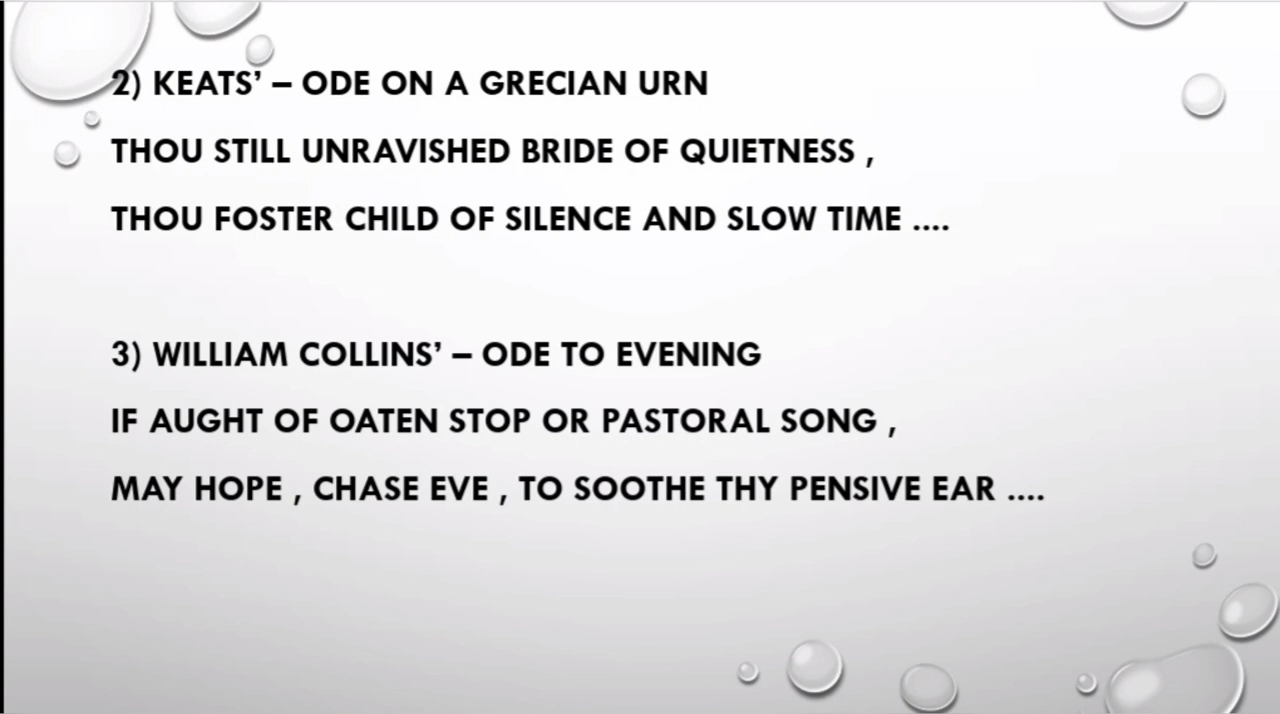 2) KEATS’ – ODE ON A GRECIAN URN
THOU STILL UNRAVISHED BRIDE OF QUIETNESS ,
THOU FOSTER CHILD OF SILENCE AND SLOW TIME ....
3) WILLIAM COLLINS’ – ODE TO EVENING
IF AUGHT OF OATEN STOP OR PASTORAL SONG ,
MAY HOPE , CHASE EVE , TO SOOTHE THY PENSIVE EAR ....